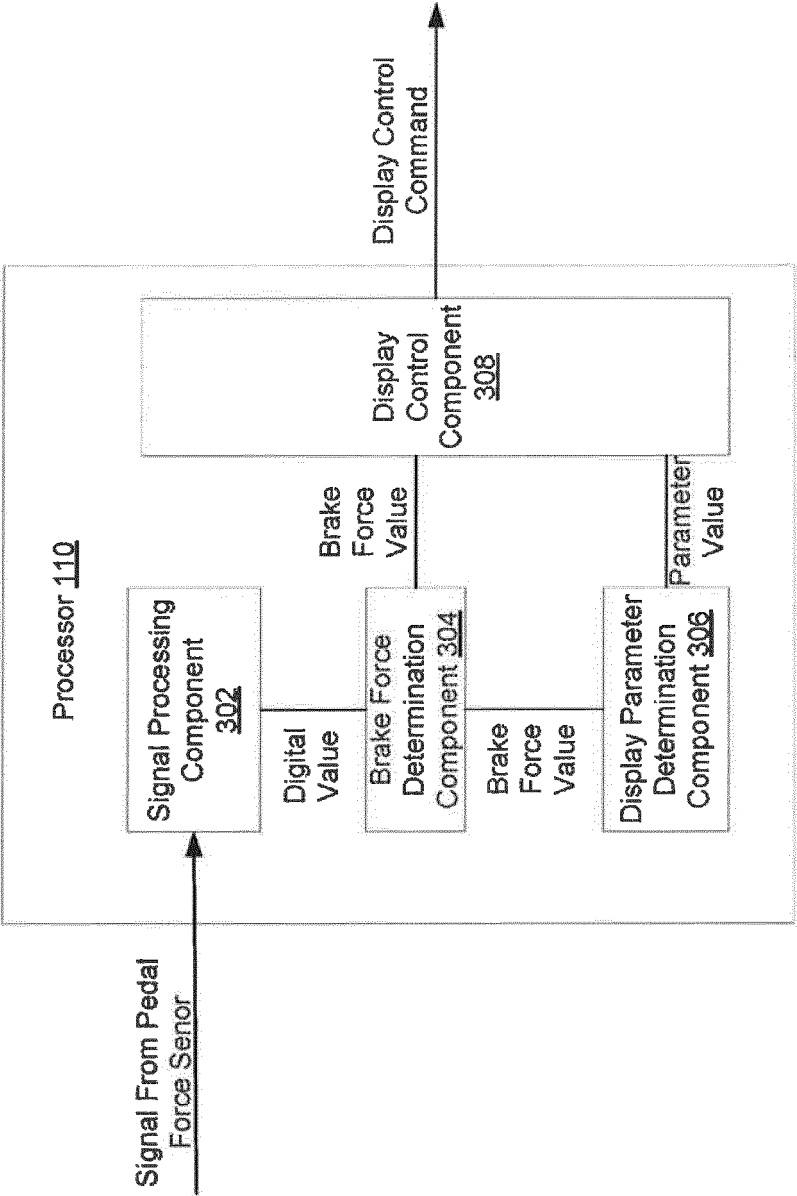 Processor 110
Signal From Pedal
Force Senor
Signal Processing
Component
302
Digital
Value
Brake Force
Determination
Component 304
Brake
Force
Value
Brake
Force
Value
Display Parameter
Determination
Component 306
Parameter
Value
Display
Control
Component
308
Display Control
Command